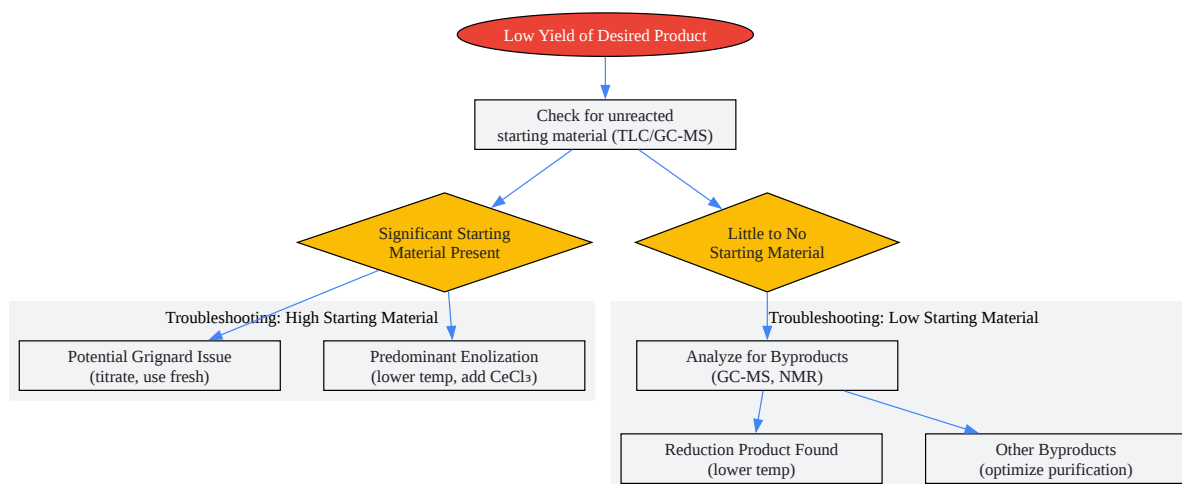 Low Yield of Desired Product
Check for unreacted
starting material (TLC/GC-MS)
Significant Starting
Material Present
Little to No
Starting Material
Troubleshooting: High Starting Material
Troubleshooting: Low Starting Material
Potential Grignard Issue
(titrate, use fresh)
Predominant Enolization
(lower temp, add CeCl₃)
Analyze for Byproducts
(GC-MS, NMR)
Reduction Product Found
(lower temp)
Other Byproducts
(optimize purification)